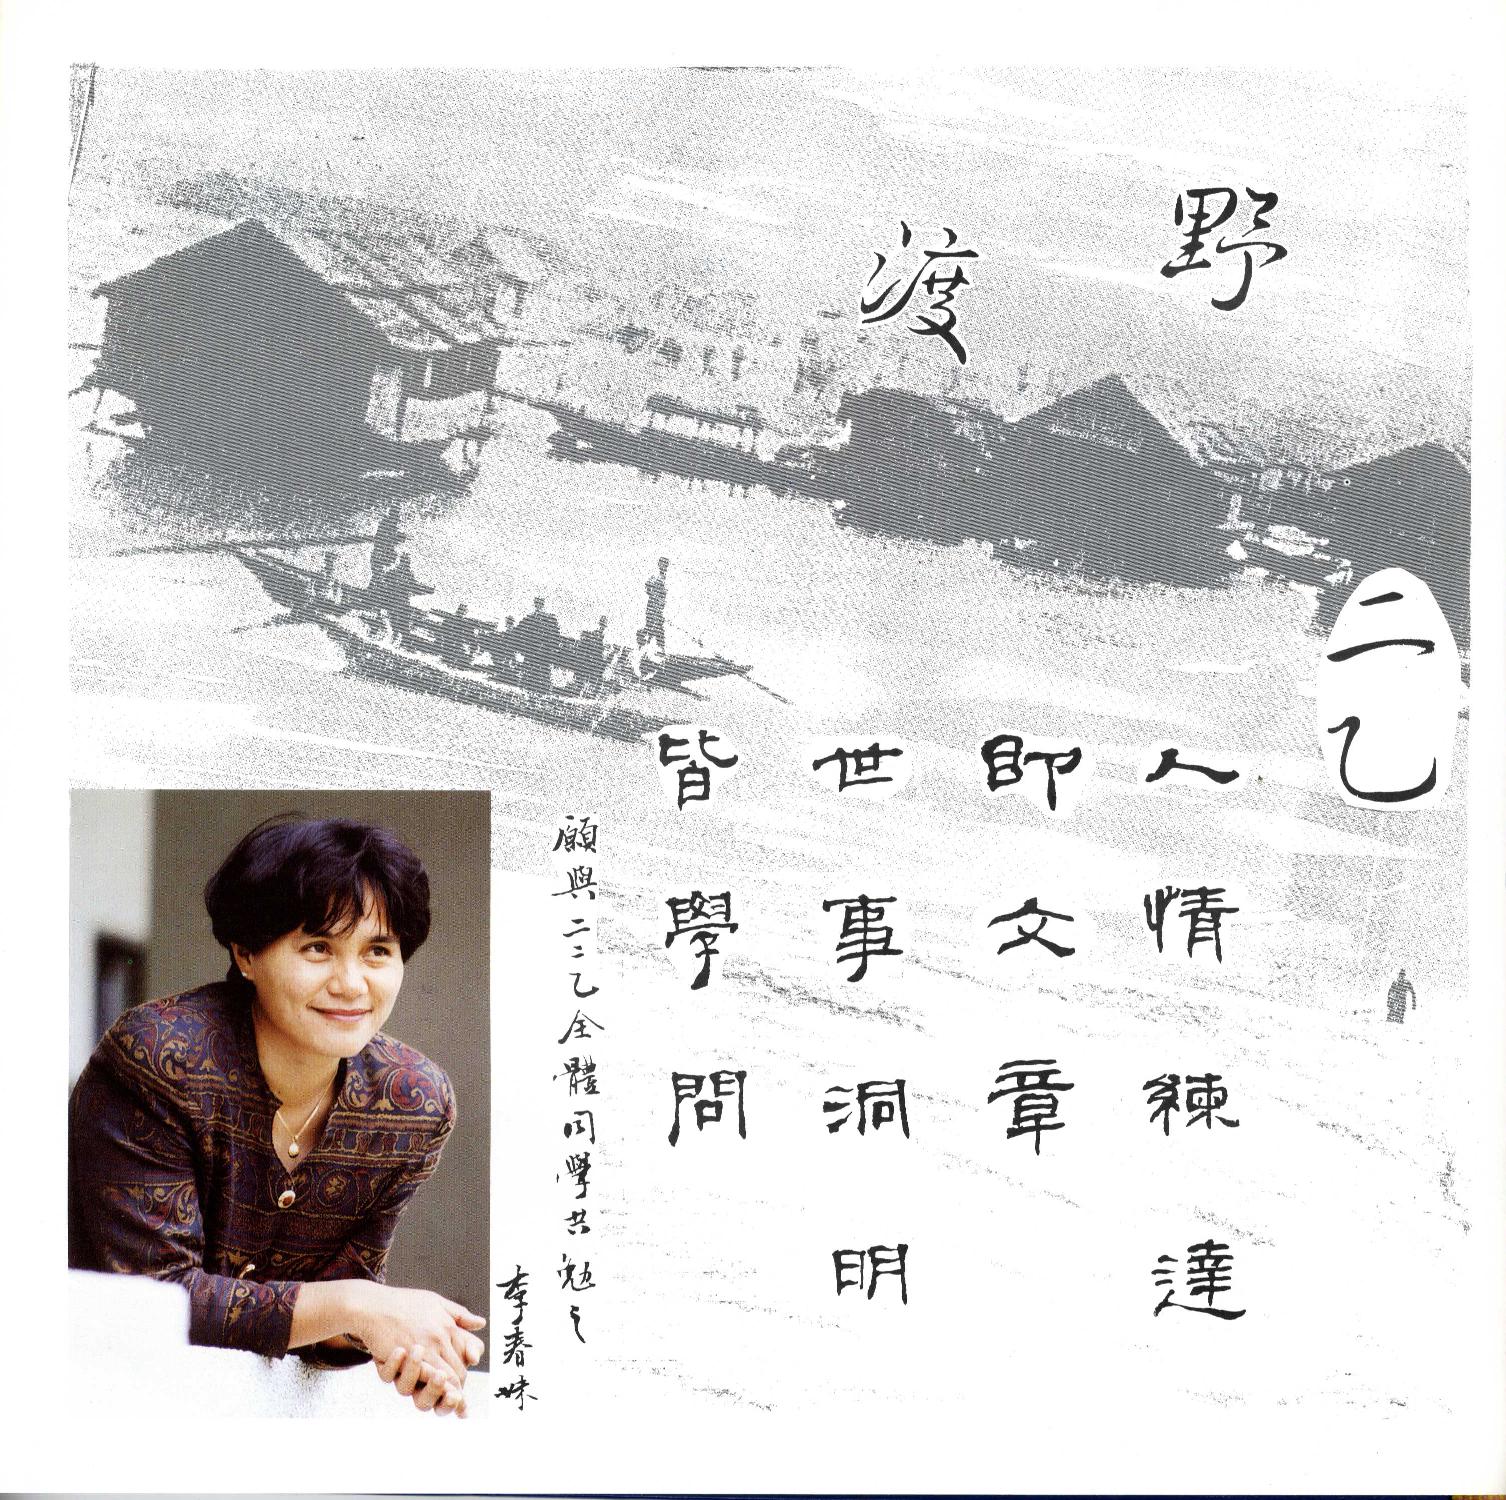 野渡
二乙
人情練達
即文章
世事洞明
皆學問
願與二二乙全體同學共勉之
李春妹